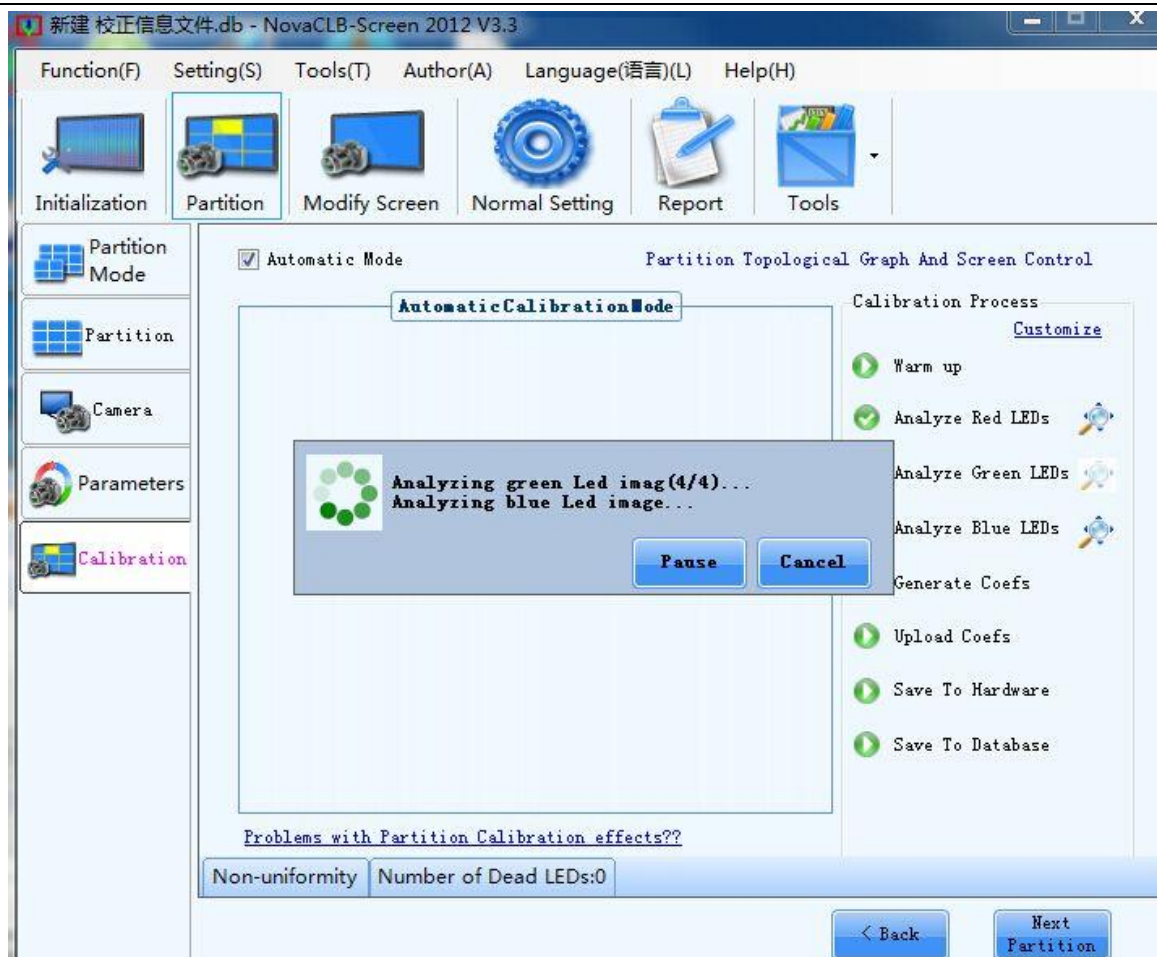 新建 校正信息文件.db - NovaCLB-Screen 2012 V3.3
Function(F) Setting(S) Tools(T) Author(A) Language(语言)(L) Help(H)
Initialization Partition Modify Screen Normal Setting Report Tools
Partition
Mode
Partition
Camera
Parameters
Calibration
Automatic Mode
Partition Topological Graph And Screen Control
AutomaticCalibrationMode
Analyzing green Led imag(4/4)...
Analyzing blue Led image...
Pause Cancel
Calibration Process
Customize
Warm up
Analyze Red LEDs
Analyze Green LEDs
Analyze Blue LEDs
Generate Coefs
Upload Coefs
Save To Hardware
Save To Database
Problems with Partition Calibration effects??
Non-uniformity Number of Dead LEDs:0
< Back
Next
Partition